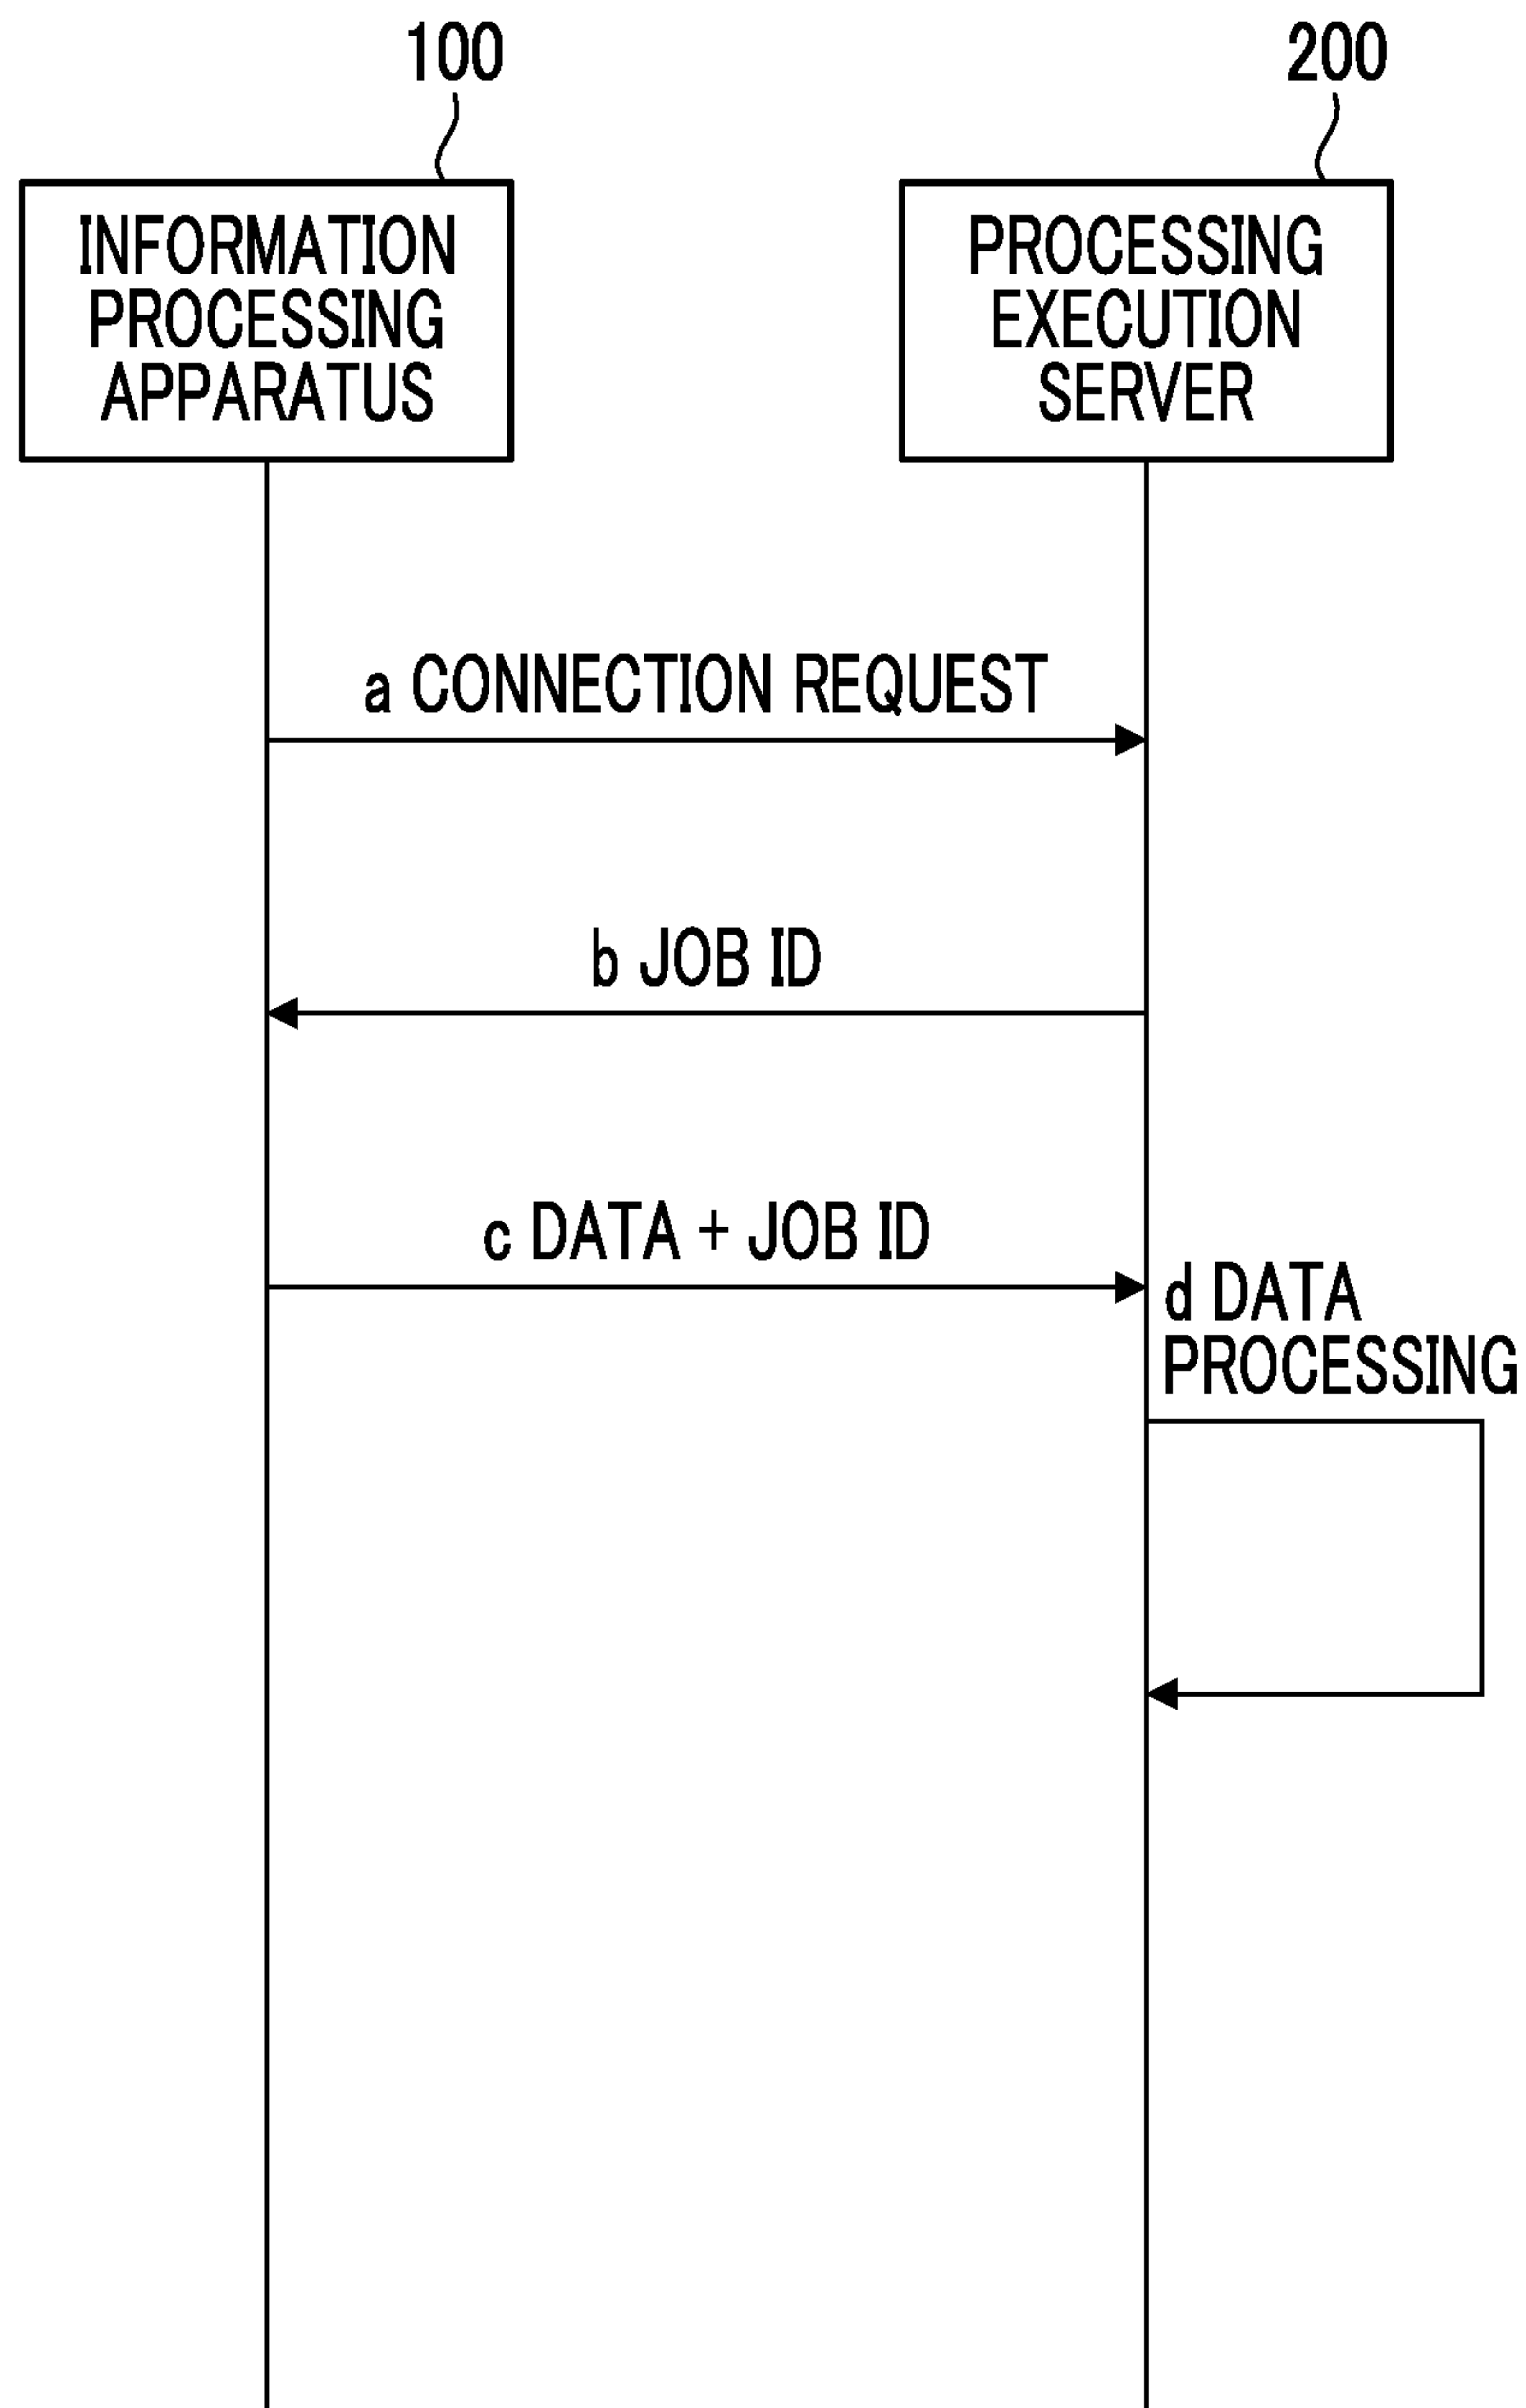 100
200
INFORMATION
PROCESSING
APPARATUS
PROCESSING
EXECUTION
SERVER
a CONNECTION REQUEST
b JOB ID
c DATA + JOB ID
d DATA
PROCESSING